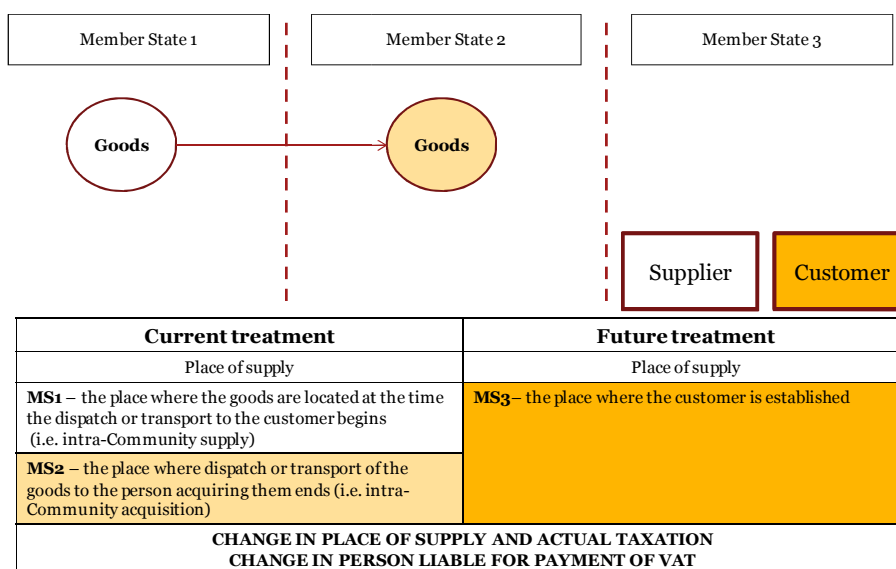 Member State 1
Member State 2
Member State 3
Goods
Goods
Supplier
Customer
Current treatment
Future treatment
Place of supply
Place of supply
MS1 – the place where the goods are located at the time
the dispatch or transport to the customer begins
(i.e. intra-Community supply)
MS3– the place where the customer is established
MS2 – the place where dispatch or transport of the
goods to the person acquiring them ends (i.e. intra-
Community acquisition)
CHANGE IN PLACE OF SUPPLY AND ACTUAL TAXATION
CHANGE IN PERSON LIABLE FOR PAYMENT OF VAT